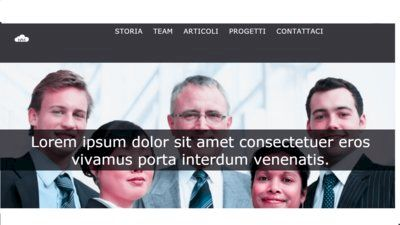 STORIA TEAM ARTICOLI PROGETTI CONTATTACI
Lorem ipsum dolor sit amet consectetuer eros
vivamus porta interdum venenatis.